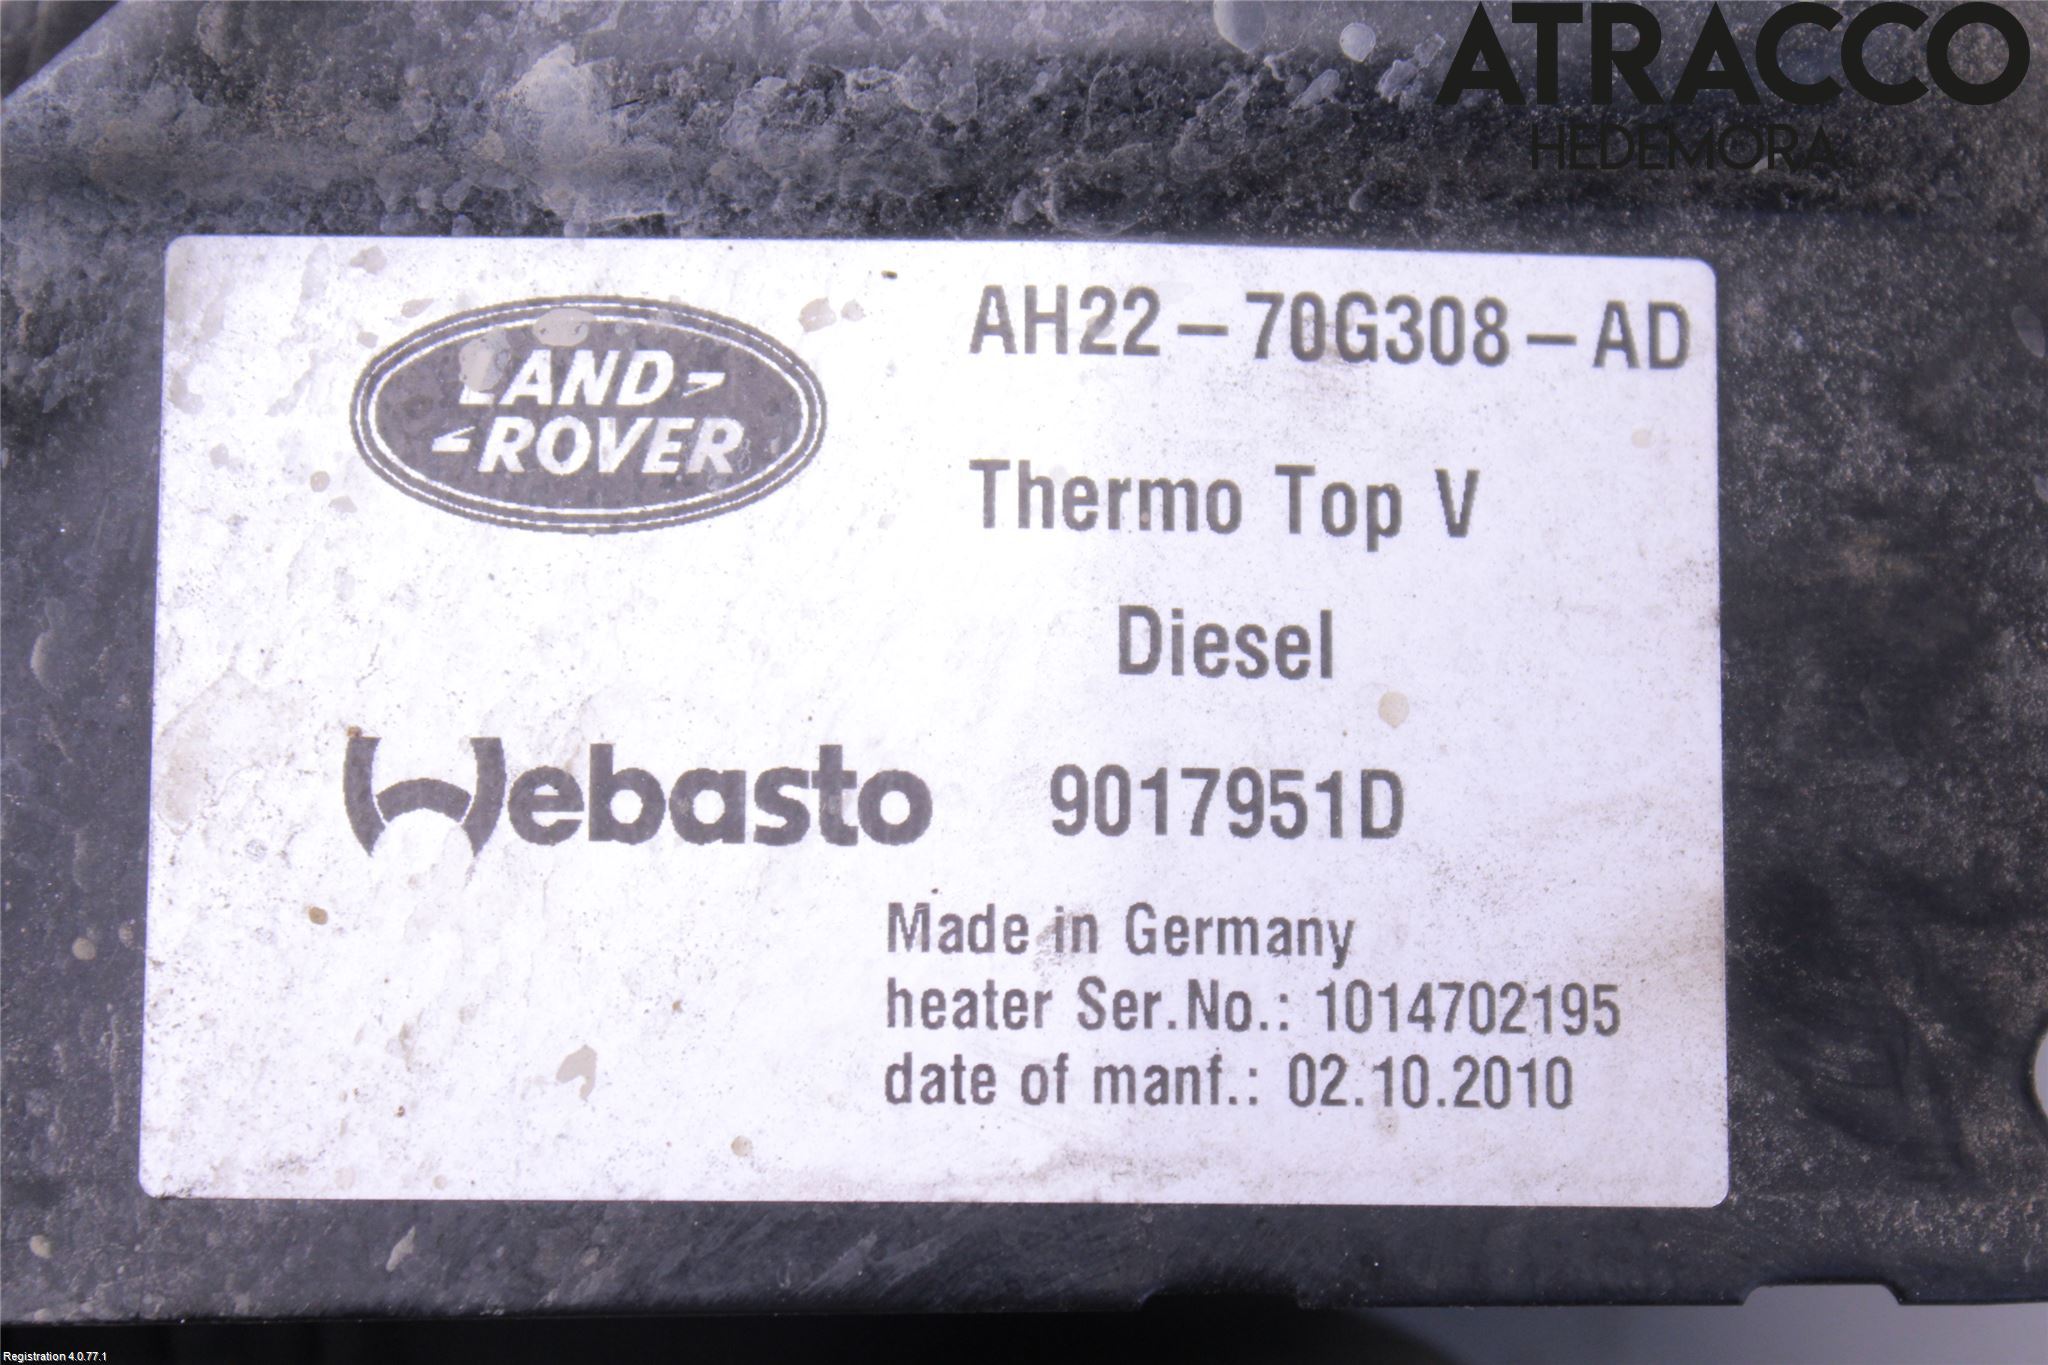 ATRACCO
HEDEMORA
LAND-
-ROVER
AH22-70G308-AD
Thermo Top V
Diesel
Webasto 9017951D
Made in Germany
heater Ser.No.: 1014702195
date of manf.: 02.10.2010
Registration 4.0.77.1